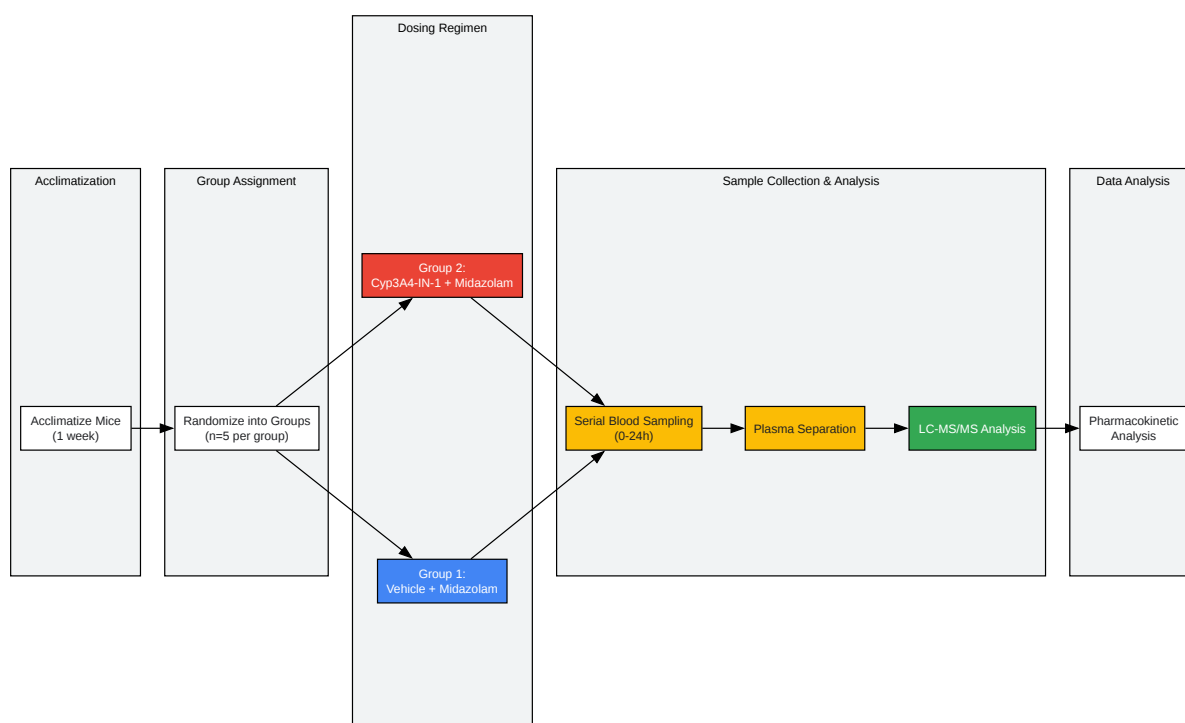 Dosing Regimen
Acclimatization
Group Assignment
Sample Collection & Analysis
Data Analysis
Group 2:
Cyp3A4-IN-1 + Midazolam
Acclimatize Mice
(1 week)
Randomize into Groups
(n=5 per group)
Serial Blood Sampling
(0-24h)
Plasma Separation
LC-MS/MS Analysis
Pharmacokinetic
Analysis
Group 1:
Vehicle + Midazolam